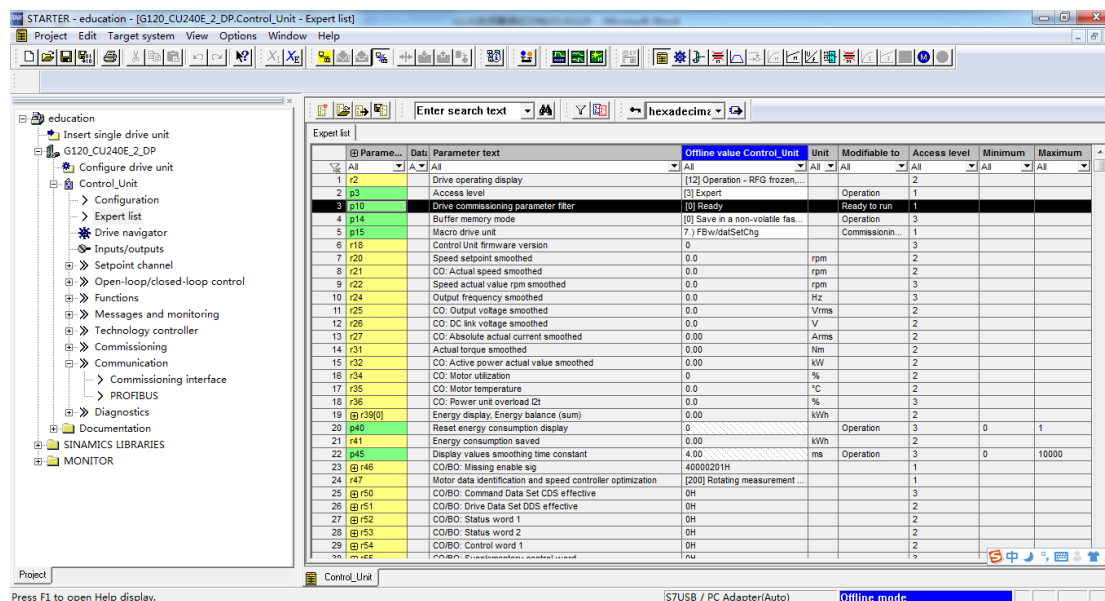 STARTER - education - [G120_CU240E_2_DP.Control_Unit - Expert list]
Project Edit Target system View Options Window Help
Enter search text
hexadecima
education
Insert single drive unit
G120_CU240E_2_DP
Configure drive unit
Control_Unit
Configuration
Expert list
Drive navigator
Inputs/outputs
Setpoint channel
Open-loop/closed-loop control
Functions
Messages and monitoring
Technology controller
Commissioning
Communication
Commissioning interface
PROFIBUS
Diagnostics
Documentation
SINAMICS LIBRARIES
MONITOR
Project
Expert list
Parame... Data Parameter text Offline value Control_Unit Unit Modifiable to Access level Minimum Maximum
All A All All All All All All All
1 r2 Drive operating display [12] Operation - RFG frozen,... 2
2 p3 Access level [3] Expert Operation 1
3 p10 Drive commissioning parameter filter [0] Ready Ready to run 1
4 p14 Buffer memory mode [0] Save in a non-volatile fas... Operation 3
5 p15 Macro drive unit 7.) FBw/datSetChg Commissionin... 1
6 r18 Control Unit firmware version 0 3
7 r20 Speed setpoint smoothed 0.0 rpm 2
8 r21 CO: Actual speed smoothed 0.0 rpm 2
9 r22 Speed actual value rpm smoothed 0.0 rpm 3
10 r24 Output frequency smoothed 0.0 Hz 3
11 r25 CO: Output voltage smoothed 0.0 Vrms 2
12 r26 CO: DC link voltage smoothed 0.0 V 2
13 r27 CO: Absolute actual current smoothed 0.00 Arms 2
14 r31 Actual torque smoothed 0.00 Nm 2
15 r32 CO: Active power actual value smoothed 0.00 kW 2
16 r34 CO: Motor utilization 0 % 2
17 r35 CO: Motor temperature 0.0 °C 2
18 r36 CO: Power unit overload I2t 0.0 % 3
19 r39[0] Energy display, Energy balance (sum) 0.00 kWh 2
20 p40 Reset energy consumption display 0 Operation 3 0 1
21 r41 Energy consumption saved 0.00 kWh 2
22 p45 Display values smoothing time constant 4.00 ms Operation 3 0 10000
23 r46 CO/BO: Missing enable sig 40000201H 1
24 r47 Motor data identification and speed controller optimization [200] Rotating measurement ... 1
25 r50 CO/BO: Command Data Set CDS effective 0H 3
26 r51 CO/BO: Drive Data Set DDS effective 0H 2
27 r52 CO/BO: Status word 1 0H 2
28 r53 CO/BO: Status word 2 0H 2
29 r54 CO/BO: Control word 1 0H 2
30 r55 CO/BO: Supplementary control word 0H 2
中
Control_Unit
Press F1 to open Help display.
S7USB / PC Adapter(Auto)
Offline mode